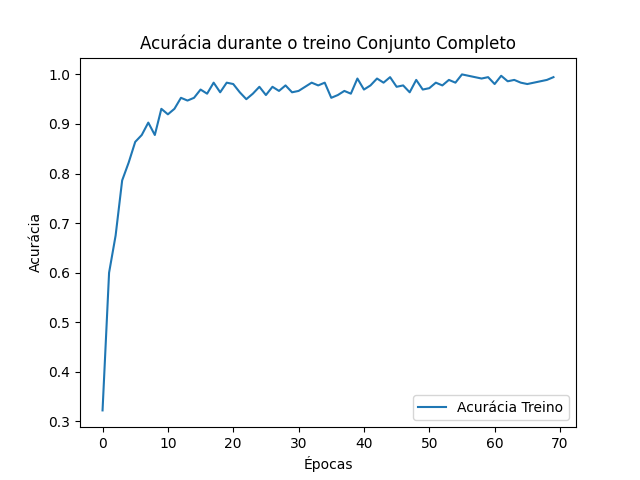 Acurácia durante o treino Conjunto Completo
1.0
0.9
0.8
0.7
0.6
0.5
0.4
0.3
Acurácia
Acurácia Treino
0 10 20 30 40 50 60 70
Épocas